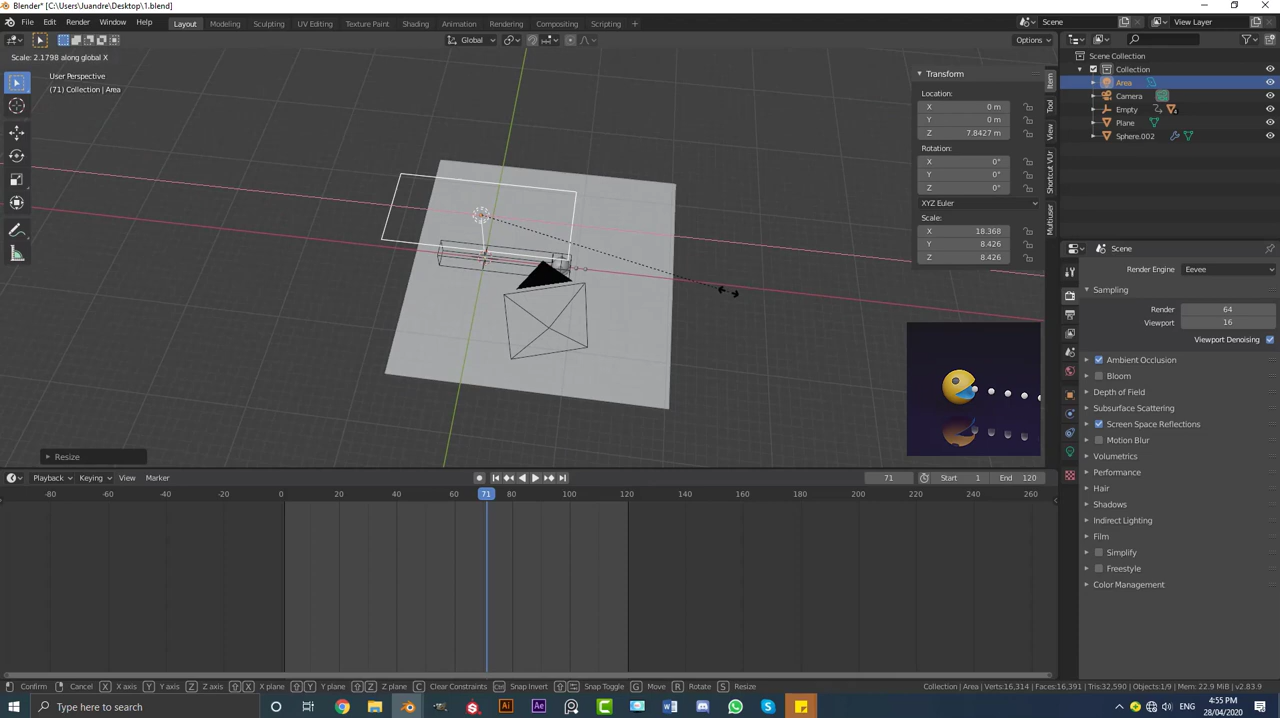 Blender* [C:\Users\Juandre\Desktop\1.blend]
File Edit Render Window Help Layout Modeling Sculpting UV Editing Texture Paint Shading Animation Rendering Compositing Scripting + Scene View Layer
Global Options
Scale: 2.1798 along global X
User Perspective
(71) Collection | Area
Transform
Location:
X 0 m
Y 0 m
Z 7.8427 m
Rotation:
X 0°
Y 0°
Z 0°
XYZ Euler
Scale:
X 18.368
Y 8.426
Z 8.426
Item
Tool
View
Shortcut VUr
Multiuser
Scene Collection
Collection
Area
Camera
Empty
Plane
Sphere.002
Scene
Render Engine Eevee
Sampling
Render 64
Viewport 16
Viewport Denoising
Ambient Occlusion
Bloom
Depth of Field
Subsurface Scattering
Screen Space Reflections
Motion Blur
Volumetrics
Performance
Hair
Shadows
Indirect Lighting
Film
Simplify
Freestyle
Color Management
Resize
Playback Keying View Marker 71 Start 1 End 120
-80 -60 -40 -20 0 20 40 60 71 80 100 120 140 160 180 200 220 240 260
Confirm Cancel X X axis Y Y axis Z Z axis X X plane Y Y plane Z Z plane C Clear Constraints Ctrl Snap Invert Snap Toggle G Move R Rotate S Resize Collection | Area | Verts:16,314 | Faces:16,391 | Tris:32,590 | Objects:1/9 | Mem: 22.9 MiB | v2.83.9
Type here to search ENG 4:55 PM
28/04/2020